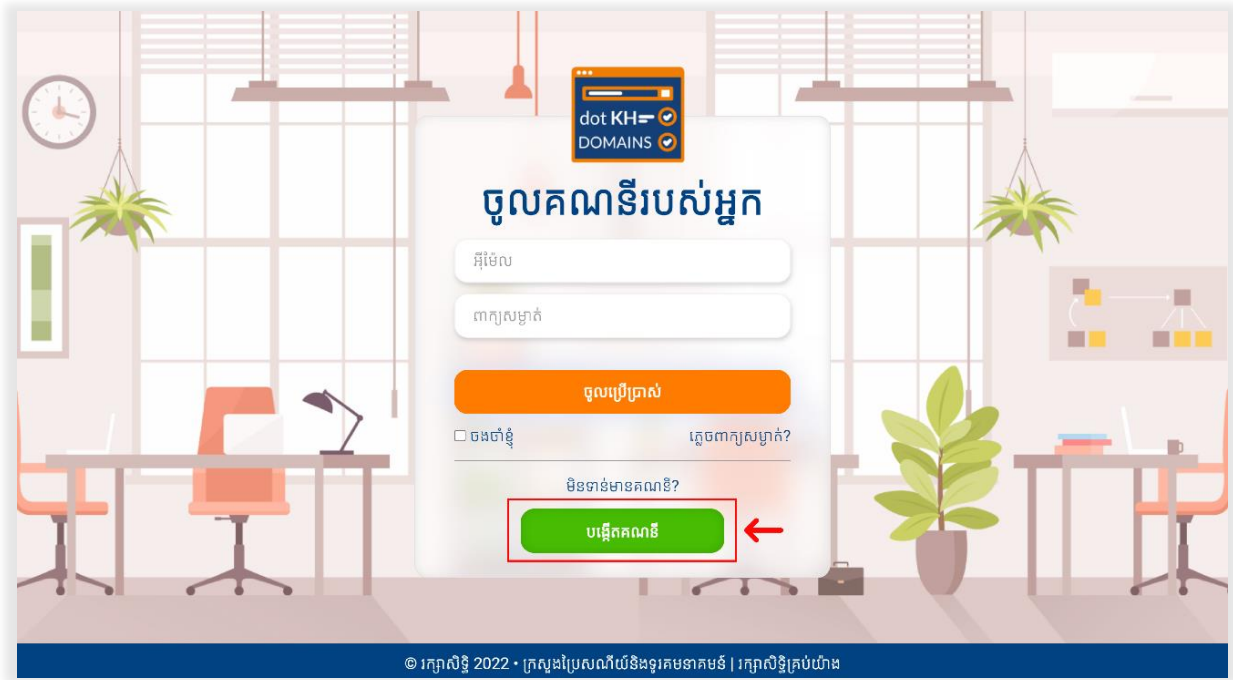 dot KH
DOMAINS
ចូលគណនីរបស់អ្នក
អ៊ីម៉ែល
ពាក្យសម្ងាត់
ចូលប្រើប្រាស់
ចងចាំខ្ញុំ
ភ្លេចពាក្យសម្ងាក់?
មិនទាន់មានគណនី?
បង្កើតគណនី
© រក្សាសិទ្ធិ 2022 • ក្រសួងប្រៃសណីយ៍និងទូរគមនាគមន៍ | រក្សាសិទ្ធិគ្រប់យ៉ាង